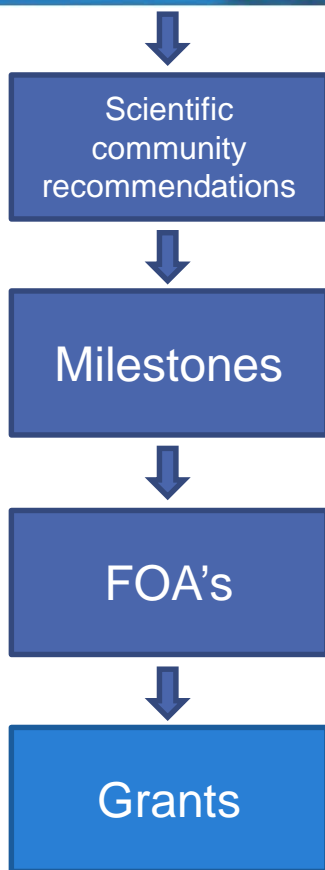 Scientific
community
recommendations
Milestones
FOA’s
Grants